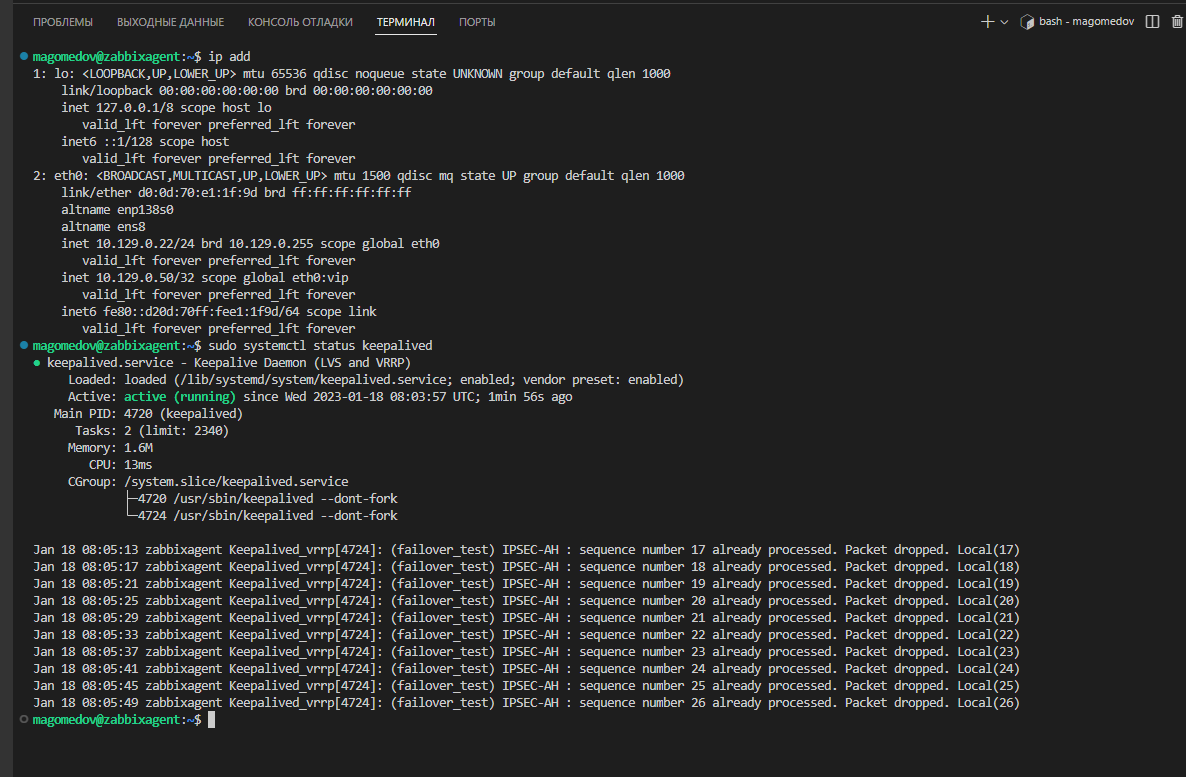 ПРОБЛЕМЫ ВЫХОДНЫЕ ДАННЫЕ КОНСОЛЬ ОТЛАДКИ ТЕРМИНАЛ ПОРТЫ bash - magomedov
magomedov@zabbixagent:~$ ip add
1: lo: <LOOPBACK,UP,LOWER_UP> mtu 65536 qdisc noqueue state UNKNOWN group default qlen 1000
    link/loopback 00:00:00:00:00:00 brd 00:00:00:00:00:00
    inet 127.0.0.1/8 scope host lo
       valid_lft forever preferred_lft forever
    inet6 ::1/128 scope host
       valid_lft forever preferred_lft forever
2: eth0: <BROADCAST,MULTICAST,UP,LOWER_UP> mtu 1500 qdisc mq state UP group default qlen 1000
    link/ether d0:0d:70:e1:1f:9d brd ff:ff:ff:ff:ff:ff
    altname enp138s0
    altname ens8
    inet 10.129.0.22/24 brd 10.129.0.255 scope global eth0
       valid_lft forever preferred_lft forever
    inet 10.129.0.50/32 scope global eth0:vip
       valid_lft forever preferred_lft forever
    inet6 fe80::d20d:70ff:fee1:1f9d/64 scope link
       valid_lft forever preferred_lft forever
magomedov@zabbixagent:~$ sudo systemctl status keepalived
● keepalived.service - Keepalive Daemon (LVS and VRRP)
     Loaded: loaded (/lib/systemd/system/keepalived.service; enabled; vendor preset: enabled)
     Active: active (running) since Wed 2023-01-18 08:03:57 UTC; 1min 56s ago
   Main PID: 4720 (keepalived)
      Tasks: 2 (limit: 2340)
     Memory: 1.6M
        CPU: 13ms
     CGroup: /system.slice/keepalived.service
             ├─4720 /usr/sbin/keepalived --dont-fork
             └─4724 /usr/sbin/keepalived --dont-fork
Jan 18 08:05:13 zabbixagent Keepalived_vrrp[4724]: (failover_test) IPSEC-AH : sequence number 17 already processed. Packet dropped. Local(17)
Jan 18 08:05:17 zabbixagent Keepalived_vrrp[4724]: (failover_test) IPSEC-AH : sequence number 18 already processed. Packet dropped. Local(18)
Jan 18 08:05:21 zabbixagent Keepalived_vrrp[4724]: (failover_test) IPSEC-AH : sequence number 19 already processed. Packet dropped. Local(19)
Jan 18 08:05:25 zabbixagent Keepalived_vrrp[4724]: (failover_test) IPSEC-AH : sequence number 20 already processed. Packet dropped. Local(20)
Jan 18 08:05:29 zabbixagent Keepalived_vrrp[4724]: (failover_test) IPSEC-AH : sequence number 21 already processed. Packet dropped. Local(21)
Jan 18 08:05:33 zabbixagent Keepalived_vrrp[4724]: (failover_test) IPSEC-AH : sequence number 22 already processed. Packet dropped. Local(22)
Jan 18 08:05:37 zabbixagent Keepalived_vrrp[4724]: (failover_test) IPSEC-AH : sequence number 23 already processed. Packet dropped. Local(23)
Jan 18 08:05:41 zabbixagent Keepalived_vrrp[4724]: (failover_test) IPSEC-AH : sequence number 24 already processed. Packet dropped. Local(24)
Jan 18 08:05:45 zabbixagent Keepalived_vrrp[4724]: (failover_test) IPSEC-AH : sequence number 25 already processed. Packet dropped. Local(25)
Jan 18 08:05:49 zabbixagent Keepalived_vrrp[4724]: (failover_test) IPSEC-AH : sequence number 26 already processed. Packet dropped. Local(26)
magomedov@zabbixagent:~$